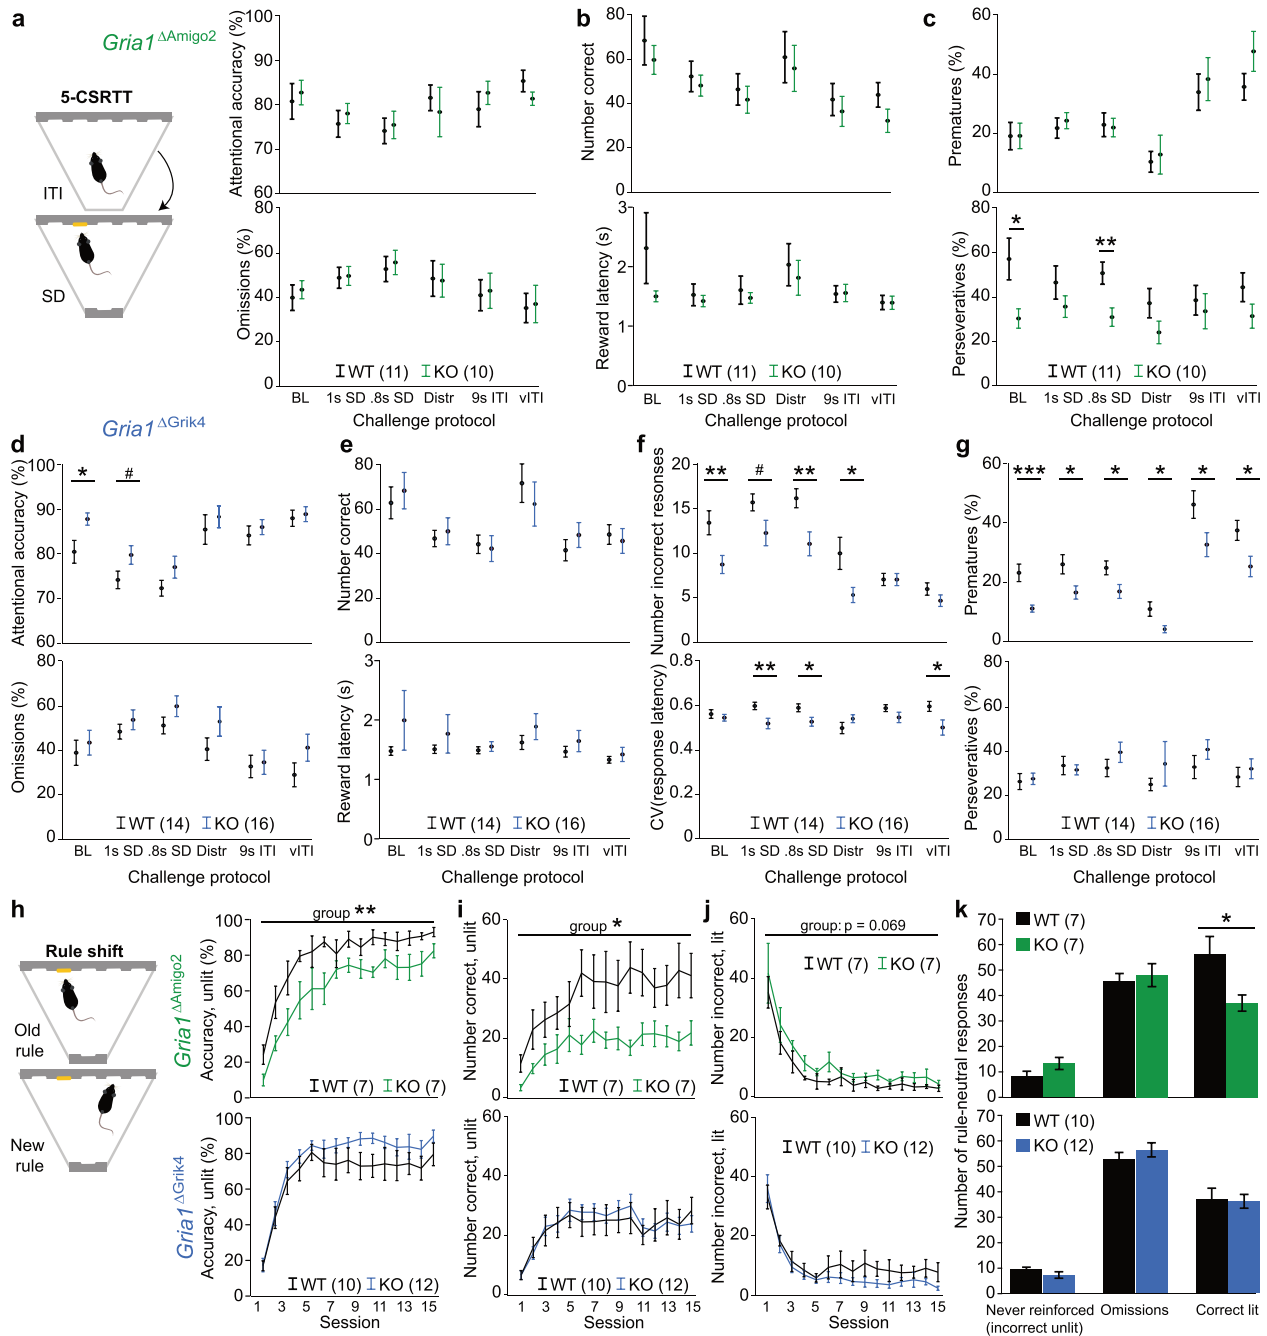 a
Gria1 ΔAmigo2
5-CSRTT
ITI
SD
Attentional accuracy (%)
100
90
80
70
60
Omissions (%)
80
60
40
20
0
WT (11) KO (10)
BL 1s SD .8s SD Distr 9s ITI vITI
Challenge protocol
b
Number correct
80
60
40
20
0
Reward latency (s)
3
2
1
0
WT (11) KO (10)
BL 1s SD .8s SD Distr 9s ITI vITI
Challenge protocol
c
Prematures (%)
60
40
20
0
Perseveratives (%)
80
60
40
20
0
* **
WT (11) KO (10)
BL 1s SD .8s SD Distr 9s ITI vITI
Challenge protocol
Gria1 ΔGrik4
d
Attentional accuracy (%)
100
90
80
70
60
* #
Omissions (%)
80
60
40
20
0
WT (14) KO (16)
BL 1s SD .8s SD Distr 9s ITI vITI
Challenge protocol
e
Number correct
80
60
40
20
0
Reward latency (s)
3
2
1
0
WT (14) KO (16)
BL 1s SD .8s SD Distr 9s ITI vITI
Challenge protocol
f
Number incorrect resonses
20
15
10
5
0
** # ** *
CV(response latency)
0.8
0.6
0.4
0.2
0
** * *
WT (14) KO (16)
BL 1s SD .8s SD Distr 9s ITI vITI
Challenge protocol
g
Prematures (%)
60
40
20
0
*** * * * * *
Perseveratives (%)
80
60
40
20
0
WT (14) KO (16)
BL 1s SD .8s SD Distr 9s ITI vITI
Challenge protocol
h
Rule shift
Old
rule
New
rule
Gria1 ΔAmigo2
Accuracy, unlit (%)
100
80
60
40
20
0
group **
WT (7) KO (7)
Gria1 ΔGrik4
Accuracy, unlit (%)
100
80
60
40
20
0
WT (10) KO (12)
1 3 5 7 9 11 13 15
Session
i
Number correct, unlit
60
40
20
0
group *
WT (7) KO (7)
Number correct, unlit
60
40
20
0
WT (10) KO (12)
1 3 5 7 9 11 13 15
Session
j
Number incorrect, lit
60
40
20
0
group: p = 0.069
WT (7) KO (7)
Number incorrect, lit
60
40
20
0
WT (10) KO (12)
1 3 5 7 9 11 13 15
Session
k
Number of rule-neutral responses
70
60
50
40
30
20
10
0
WT (7)
KO (7)
*
70
60
50
40
30
20
10
0
WT (10)
KO (12)
Never reinforced Omissions Correct lit
(incorrect unlit)